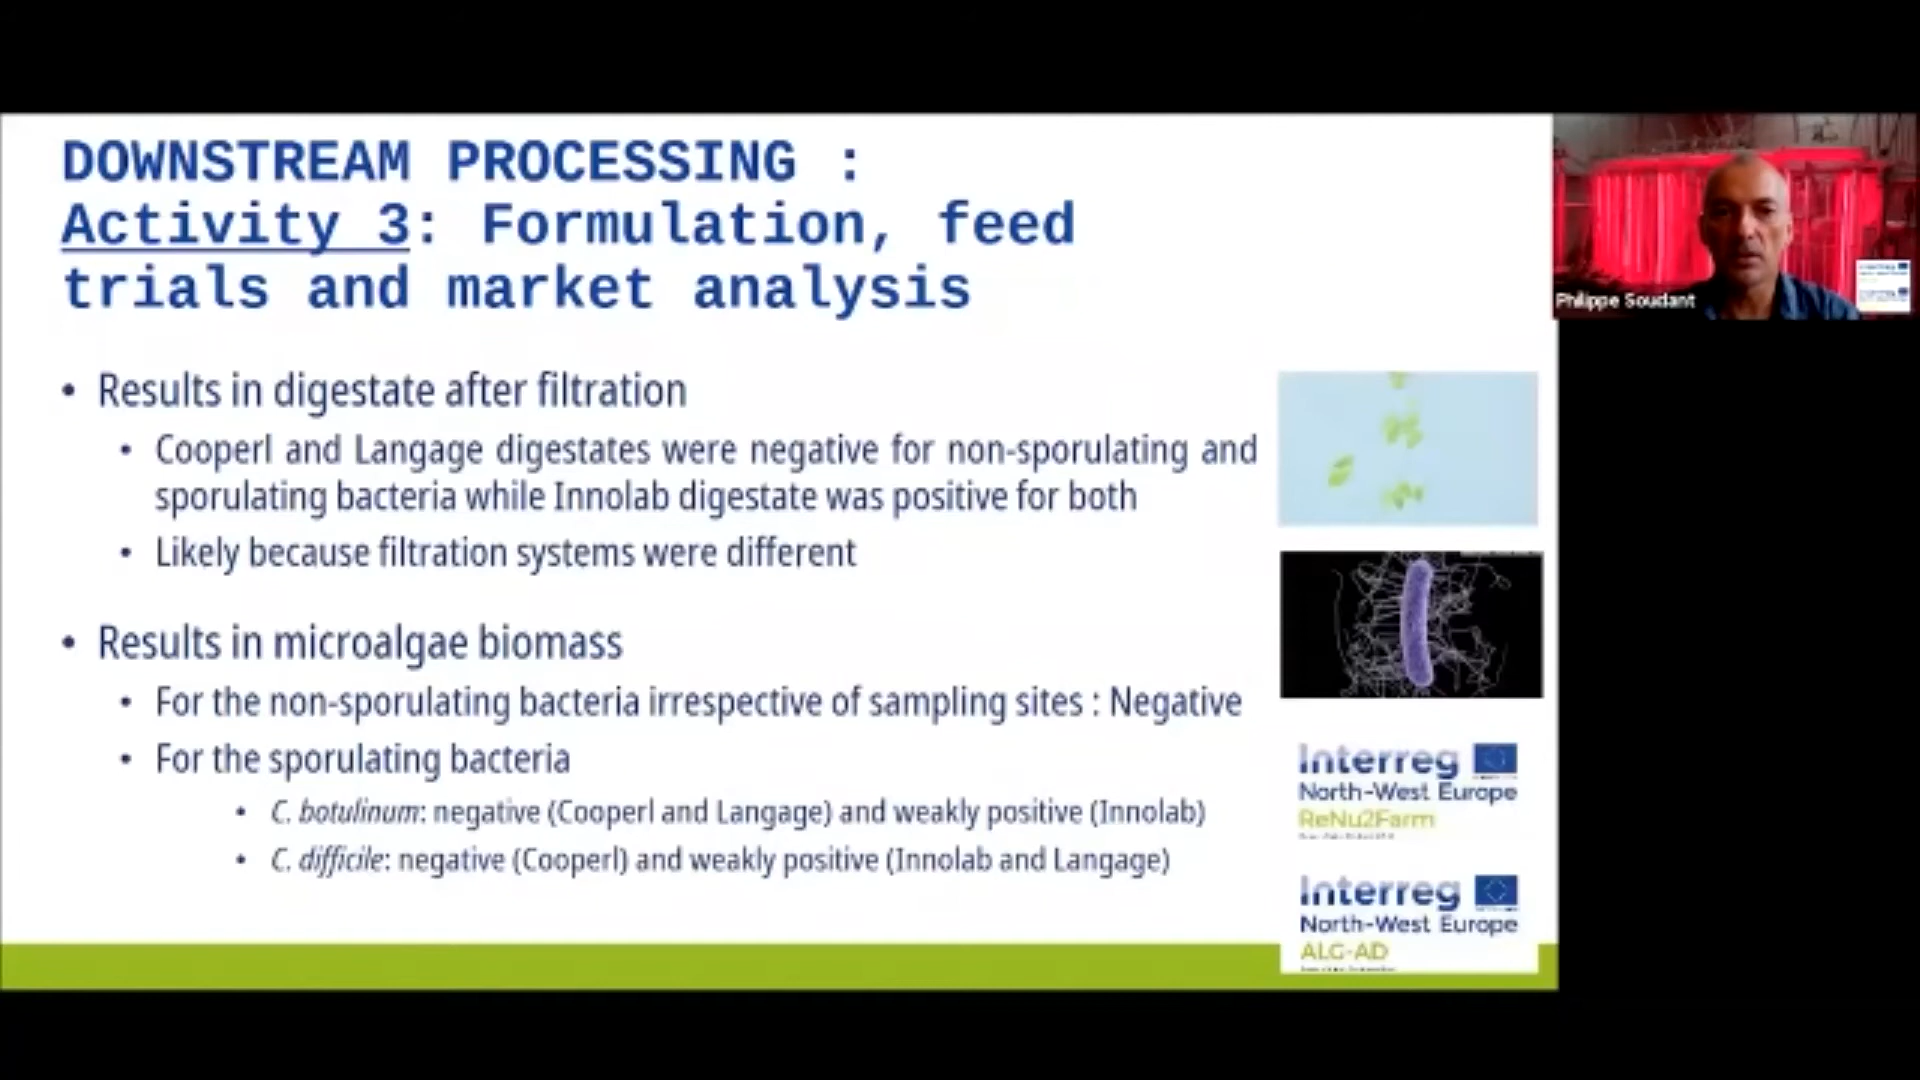 DOWNSTREAM PROCESSING :
Activity 3: Formulation, feed
trials and market analysis
Philippe Soudant
• Results in digestate after filtration
• Cooperl and Langage digestates were negative for non-sporulating and
sporulating bacteria while Innolab digestate was positive for both
• Likely because filtration systems were different
• Results in microalgae biomass
• For the non-sporulating bacteria irrespective of sampling sites : Negative
• For the sporulating bacteria
• C. botulinum: negative (Cooperl and Langage) and weakly positive (Innolab)
• C. difficile: negative (Cooperl) and weakly positive (Innolab and Langage)
Interreg
North-West Europe
ReNu2Farm
Interreg
North-West Europe
ALG-AD